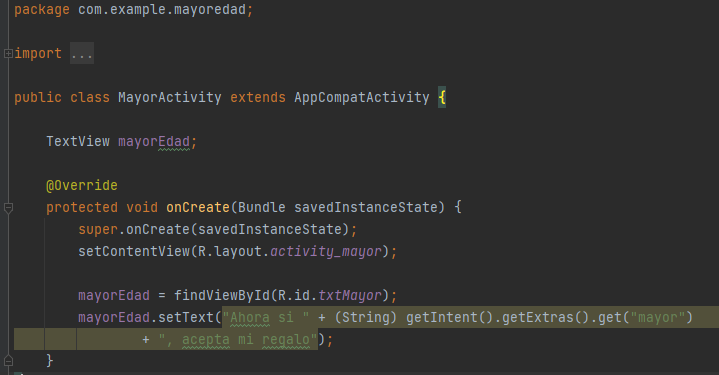 package com.example.mayoredad;
import ...
public class MayorActivity extends AppCompatActivity {
TextView mayorEdad;
@Override
protected void onCreate(Bundle savedInstanceState) {
super.onCreate(savedInstanceState);
setContentView(R.layout.activity_mayor);
mayorEdad = findViewById(R.id.txtMayor);
mayorEdad.setText("Ahora si " + (String) getIntent().getExtras().get("mayor")
+ ", acepta mi regalo");
}